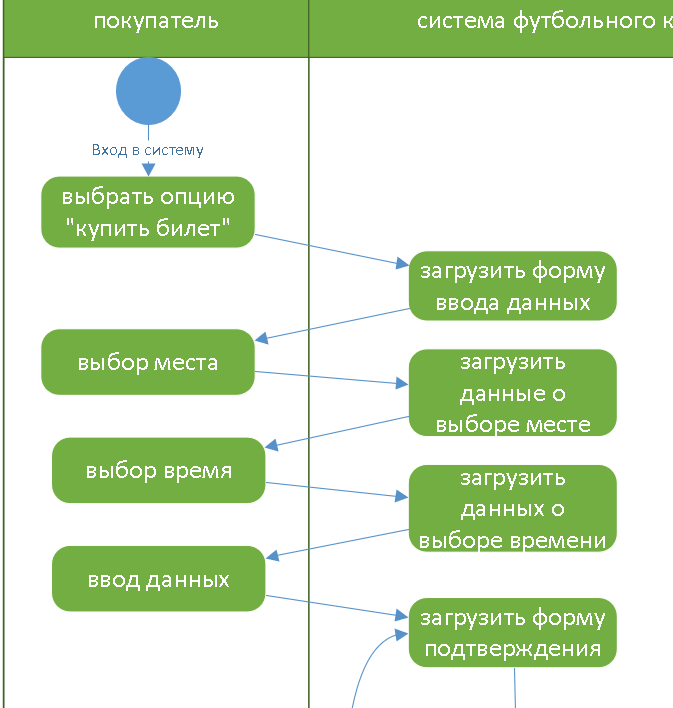 покупатель
система футбольного к
Вход в систему
выбрать опцию
"купить билет"
загрузить форму
ввода данных
выбор места
загрузить
данные о
выборе месте
выбор время
загрузить
данных о
выборе времени
ввод данных
загрузить форму
подтверждения